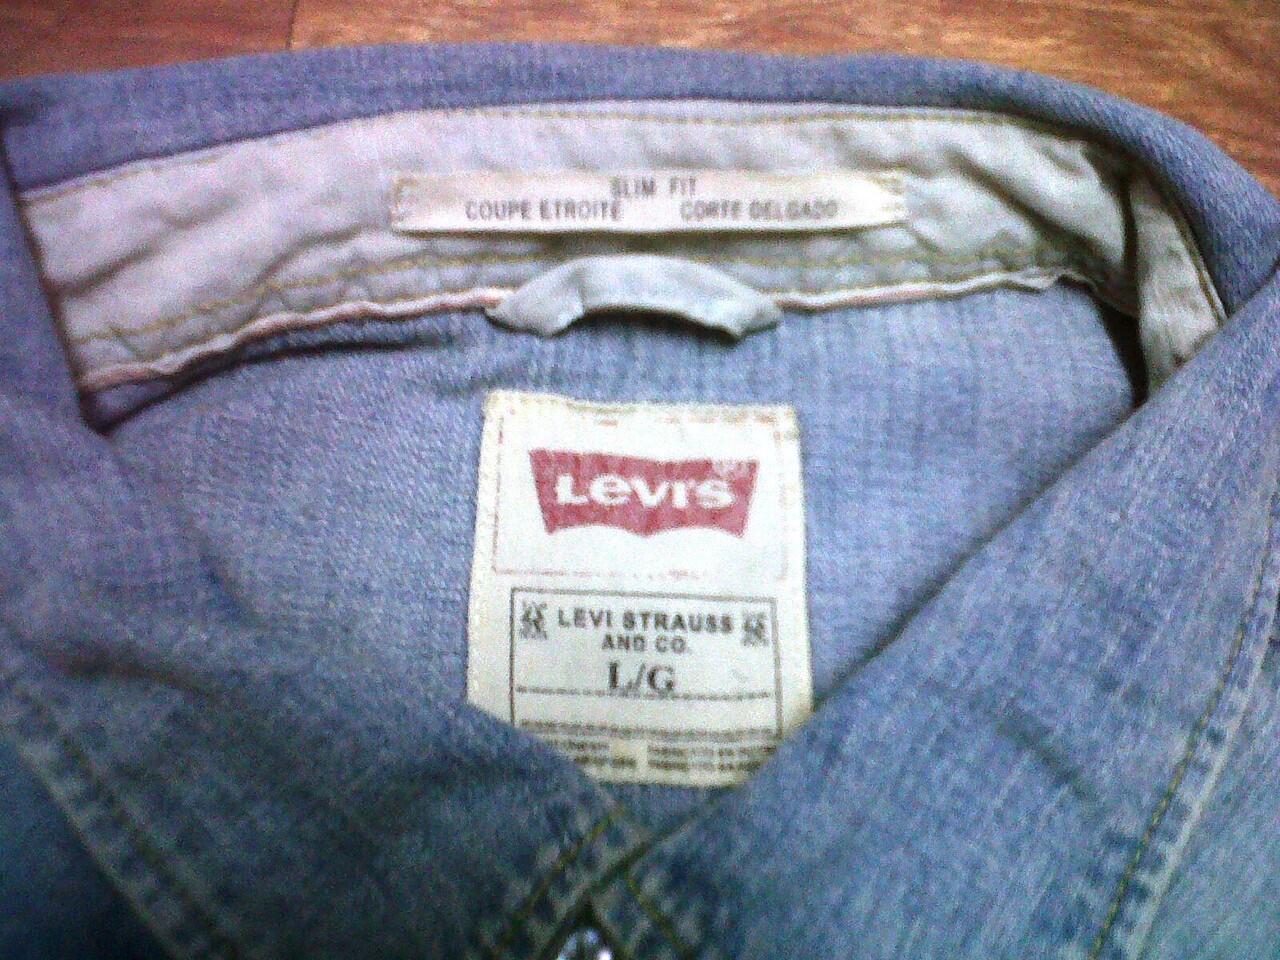 SLIM FIT
COUPE ETROITE CORTE DELGADO
Levi's
LEVI STRAUSS
AND CO.
L/G